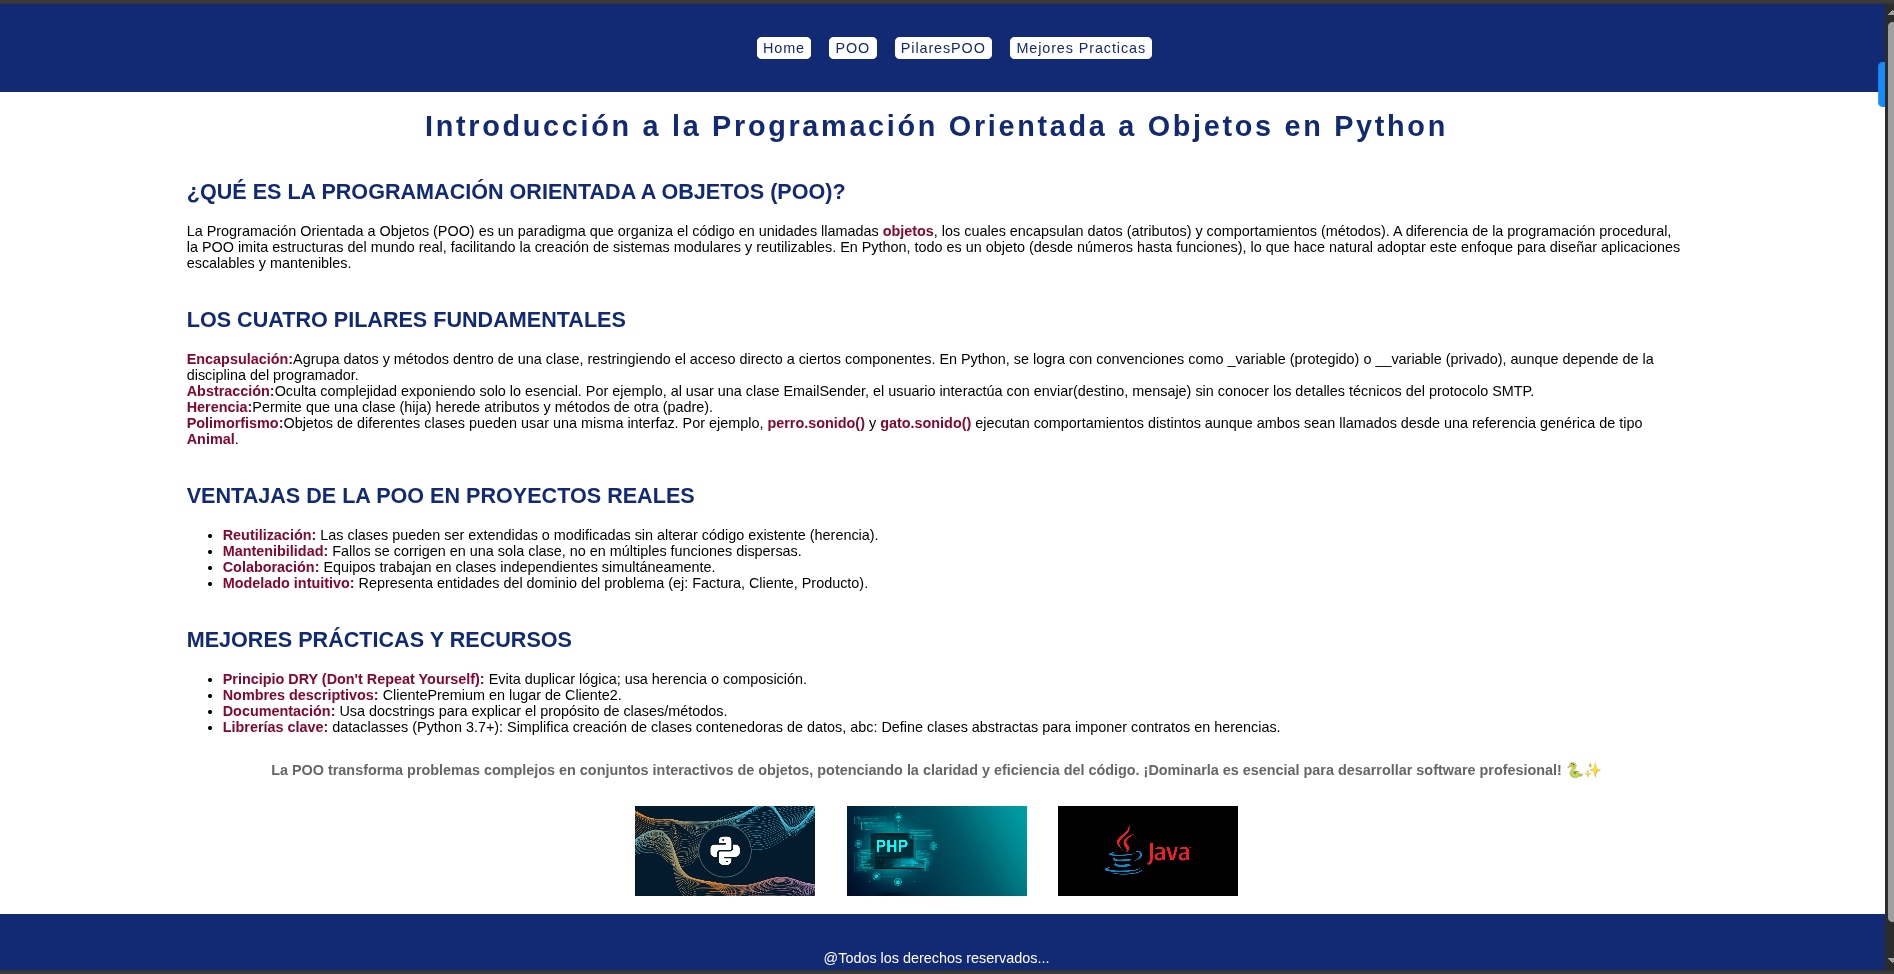 Home POO PilaresPOO Mejores Practicas
Introducción a la Programación Orientada a Objetos en Python
¿QUÉ ES LA PROGRAMACIÓN ORIENTADA A OBJETOS (POO)?
La Programación Orientada a Objetos (POO) es un paradigma que organiza el código en unidades llamadas objetos, los cuales encapsulan datos (atributos) y comportamientos (métodos). A diferencia de la programación procedural,
la POO imita estructuras del mundo real, facilitando la creación de sistemas modulares y reutilizables. En Python, todo es un objeto (desde números hasta funciones), lo que hace natural adoptar este enfoque para diseñar aplicaciones
escalables y mantenibles.
LOS CUATRO PILARES FUNDAMENTALES
Encapsulación:Agrupa datos y métodos dentro de una clase, restringiendo el acceso directo a ciertos componentes. En Python, se logra con convenciones como _variable (protegido) o __variable (privado), aunque depende de la
disciplina del programador.
Abstracción:Oculta complejidad exponiendo solo lo esencial. Por ejemplo, al usar una clase EmailSender, el usuario interactúa con enviar(destino, mensaje) sin conocer los detalles técnicos del protocolo SMTP.
Herencia:Permite que una clase (hija) herede atributos y métodos de otra (padre).
Polimorfismo:Objetos de diferentes clases pueden usar una misma interfaz. Por ejemplo, perro.sonido() y gato.sonido() ejecutan comportamientos distintos aunque ambos sean llamados desde una referencia genérica de tipo
Animal.
VENTAJAS DE LA POO EN PROYECTOS REALES
• Reutilización: Las clases pueden ser extendidas o modificadas sin alterar código existente (herencia).
• Mantenibilidad: Fallos se corrigen en una sola clase, no en múltiples funciones dispersas.
• Colaboración: Equipos trabajan en clases independientes simultáneamente.
• Modelado intuitivo: Representa entidades del dominio del problema (ej: Factura, Cliente, Producto).
MEJORES PRÁCTICAS Y RECURSOS
• Principio DRY (Don't Repeat Yourself): Evita duplicar lógica; usa herencia o composición.
• Nombres descriptivos: ClientePremium en lugar de Cliente2.
• Documentación: Usa docstrings para explicar el propósito de clases/métodos.
• Librerías clave: dataclasses (Python 3.7+): Simplifica creación de clases contenedoras de datos, abc: Define clases abstractas para imponer contratos en herencias.
La POO transforma problemas complejos en conjuntos interactivos de objetos, potenciando la claridad y eficiencia del código. ¡Dominarla es esencial para desarrollar software profesional! 🐍✨
PHP
Java
@Todos los derechos reservados...